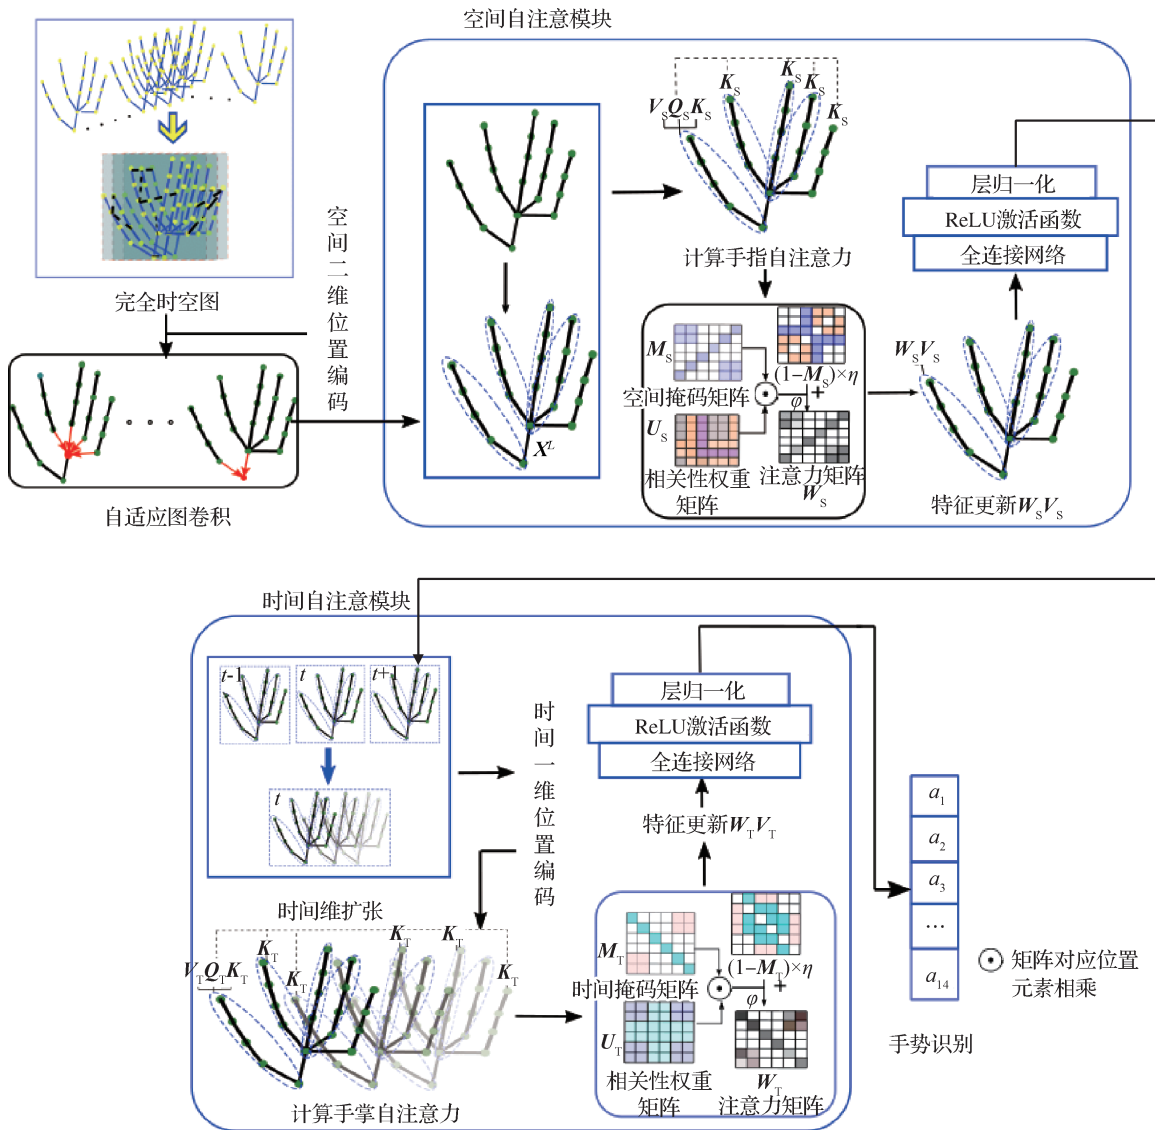 空间自注意模块
完全时空图
空间二维位置编码
自适应图卷积
X^L
V_S Q_S K_S
K_S
K_S
K_S
K_S
计算手指自注意力
M_S
空间掩码矩阵
(1−M_S)×η
φ
+
U_S
相关性权重
矩阵
注意力矩阵
W_S
W_S V_S
特征更新W_S V_S
层归一化
ReLU激活函数
全连接网络
时间自注意模块
t-1
t
t+1
t
时间维扩张
时间一维位置编码
V_T Q_T K_T
K_T
K_T
K_T
K_T
K_T
计算手掌自注意力
M_T
时间掩码矩阵
(1−M_T)×η
φ
+
U_T
相关性权重
矩阵
W_T
注意力矩阵
特征更新W_T V_T
层归一化
ReLU激活函数
全连接网络
a_1
a_2
a_3
…
a_14
手势识别
矩阵对应位置
元素相乘